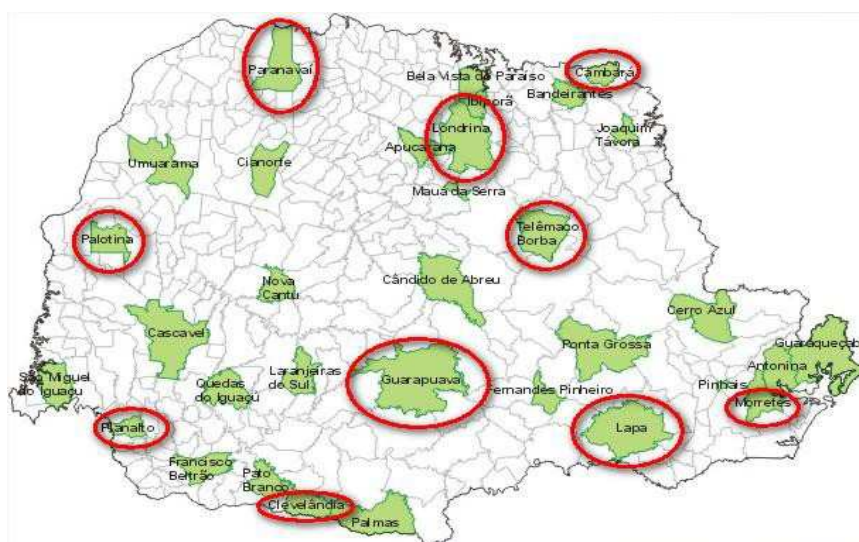 Paranavaí
Bela Vista do Paraíso
Cambará
Bandeirantes
Ibiporã
Londrina
Joaquim
Távora
Apucarana
Umuarama
Cianorte
Mauá da Serra
Palotina
Telêmaco
Borba
Nova
Cantú
Cândido de Abreu
Cerro Azul
Cascavel
Ponta Grossa
Guaraqueçab
Antonina
São Miguel
do Iguaçu
Quedas
do Iguaçu
Laranjeiras
do Sul
Guarapuava
Fernandes Pinheiro
Pinhais
Morretes
Planalto
Lapa
Francisco
Beltrão
Pato
Branco
Clevelândia
Palmas